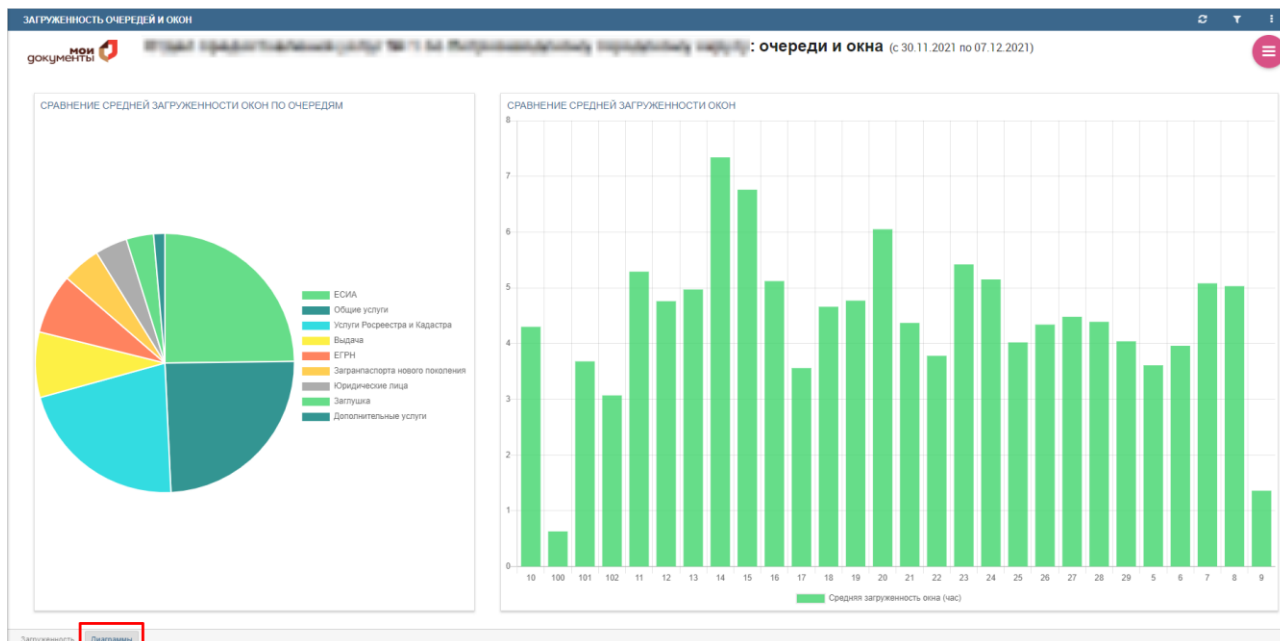 ЗАГРУЖЕННОСТЬ ОЧЕРЕДЕЙ И ОКОН
мои
документы
: очереди и окна (с 30.11.2021 по 07.12.2021)
СРАВНЕНИЕ СРЕДНЕЙ ЗАГРУЖЕННОСТИ ОКОН ПО ОЧЕРЕДЯМ
ЕСИА
Общие услуги
Услуги Росреестра и Кадастра
Выдача
ЕГРН
Загранпаспорта нового поколения
Юридические лица
Заглушка
Дополнительные услуги
СРАВНЕНИЕ СРЕДНЕЙ ЗАГРУЖЕННОСТИ ОКОН
8
7
6
5
4
3
2
1
0
10 100 101 102 11 12 13 14 15 16 17 18 19 20 21 22 23 24 25 26 27 28 29 5 6 7 8 9
Средняя загруженность окна (час)
Загруженность Диаграммы